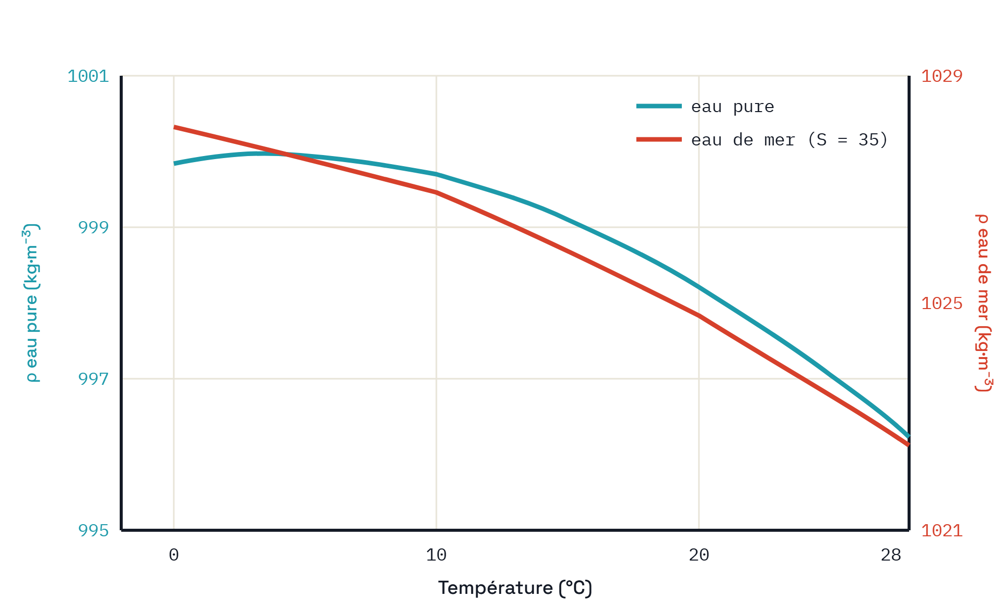 1001
999
997
995
ρ eau pure (kg·m⁻³)
eau pure
eau de mer (S = 35)
1029
1025
1021
ρ eau de mer (kg·m⁻³)
0 10 20 28
Température (°C)